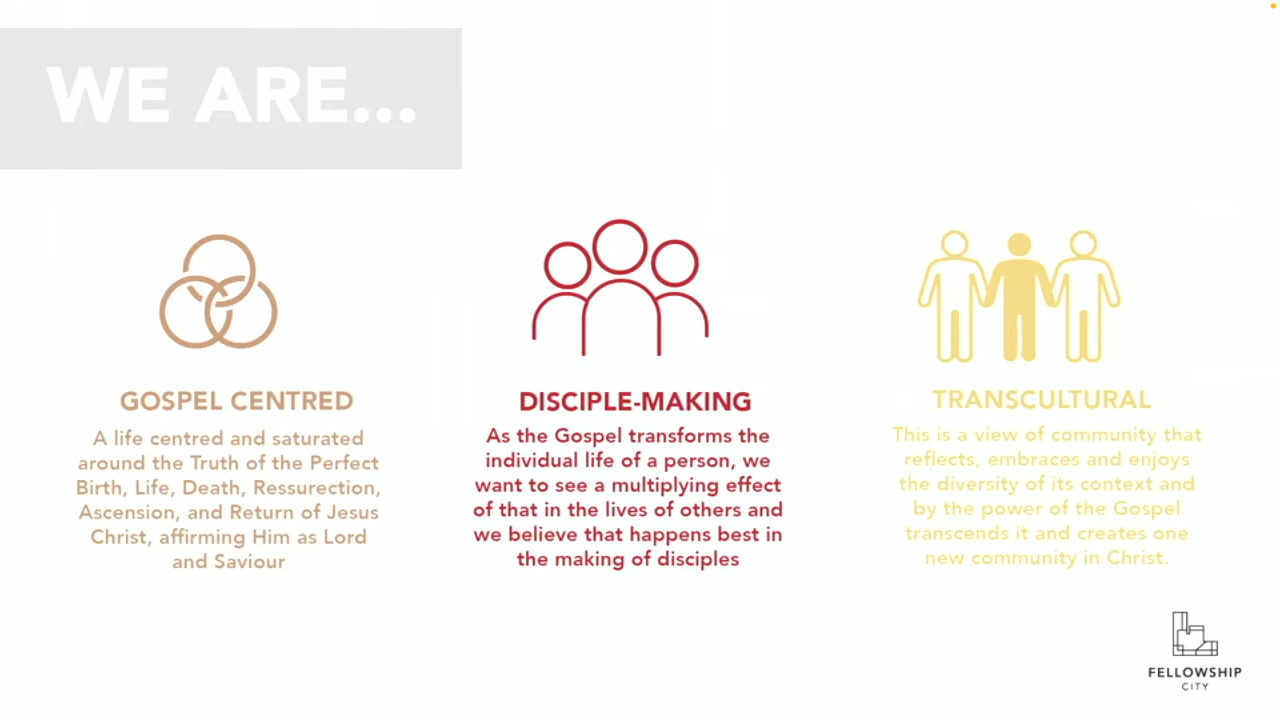 WE ARE...
GOSPEL CENTRED
A life centred and saturated
around the Truth of the Perfect
Birth, Life, Death, Ressurection,
Ascension, and Return of Jesus
Christ, affirming Him as Lord
and Saviour
DISCIPLE-MAKING
As the Gospel transforms the
individual life of a person, we
want to see a multiplying effect
of that in the lives of others and
we believe that happens best in
the making of disciples
TRANSCULTURAL
This is a view of community that
reflects, embraces and enjoys
the diversity of its context and
by the power of the Gospel
transcends it and creates one
new community in Christ.
FELLOWSHIP
CITY